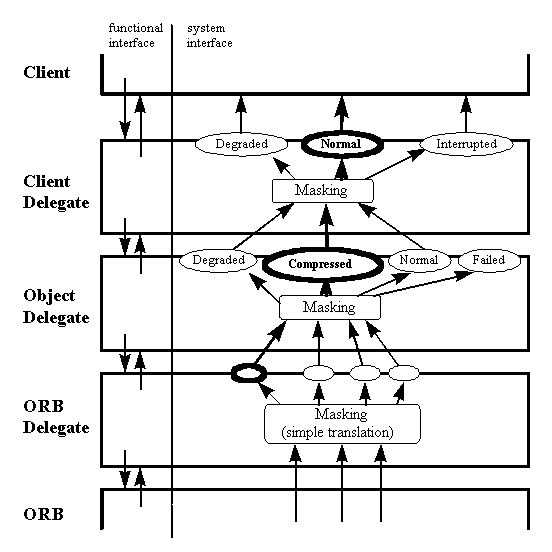 functional
interface
system
interface
Client
Degraded
Normal
Interrupted
Client
Delegate
Masking
Degraded
Compressed
Normal
Failed
Object
Delegate
Masking
ORB
Delegate
Masking
(simple translation)
ORB